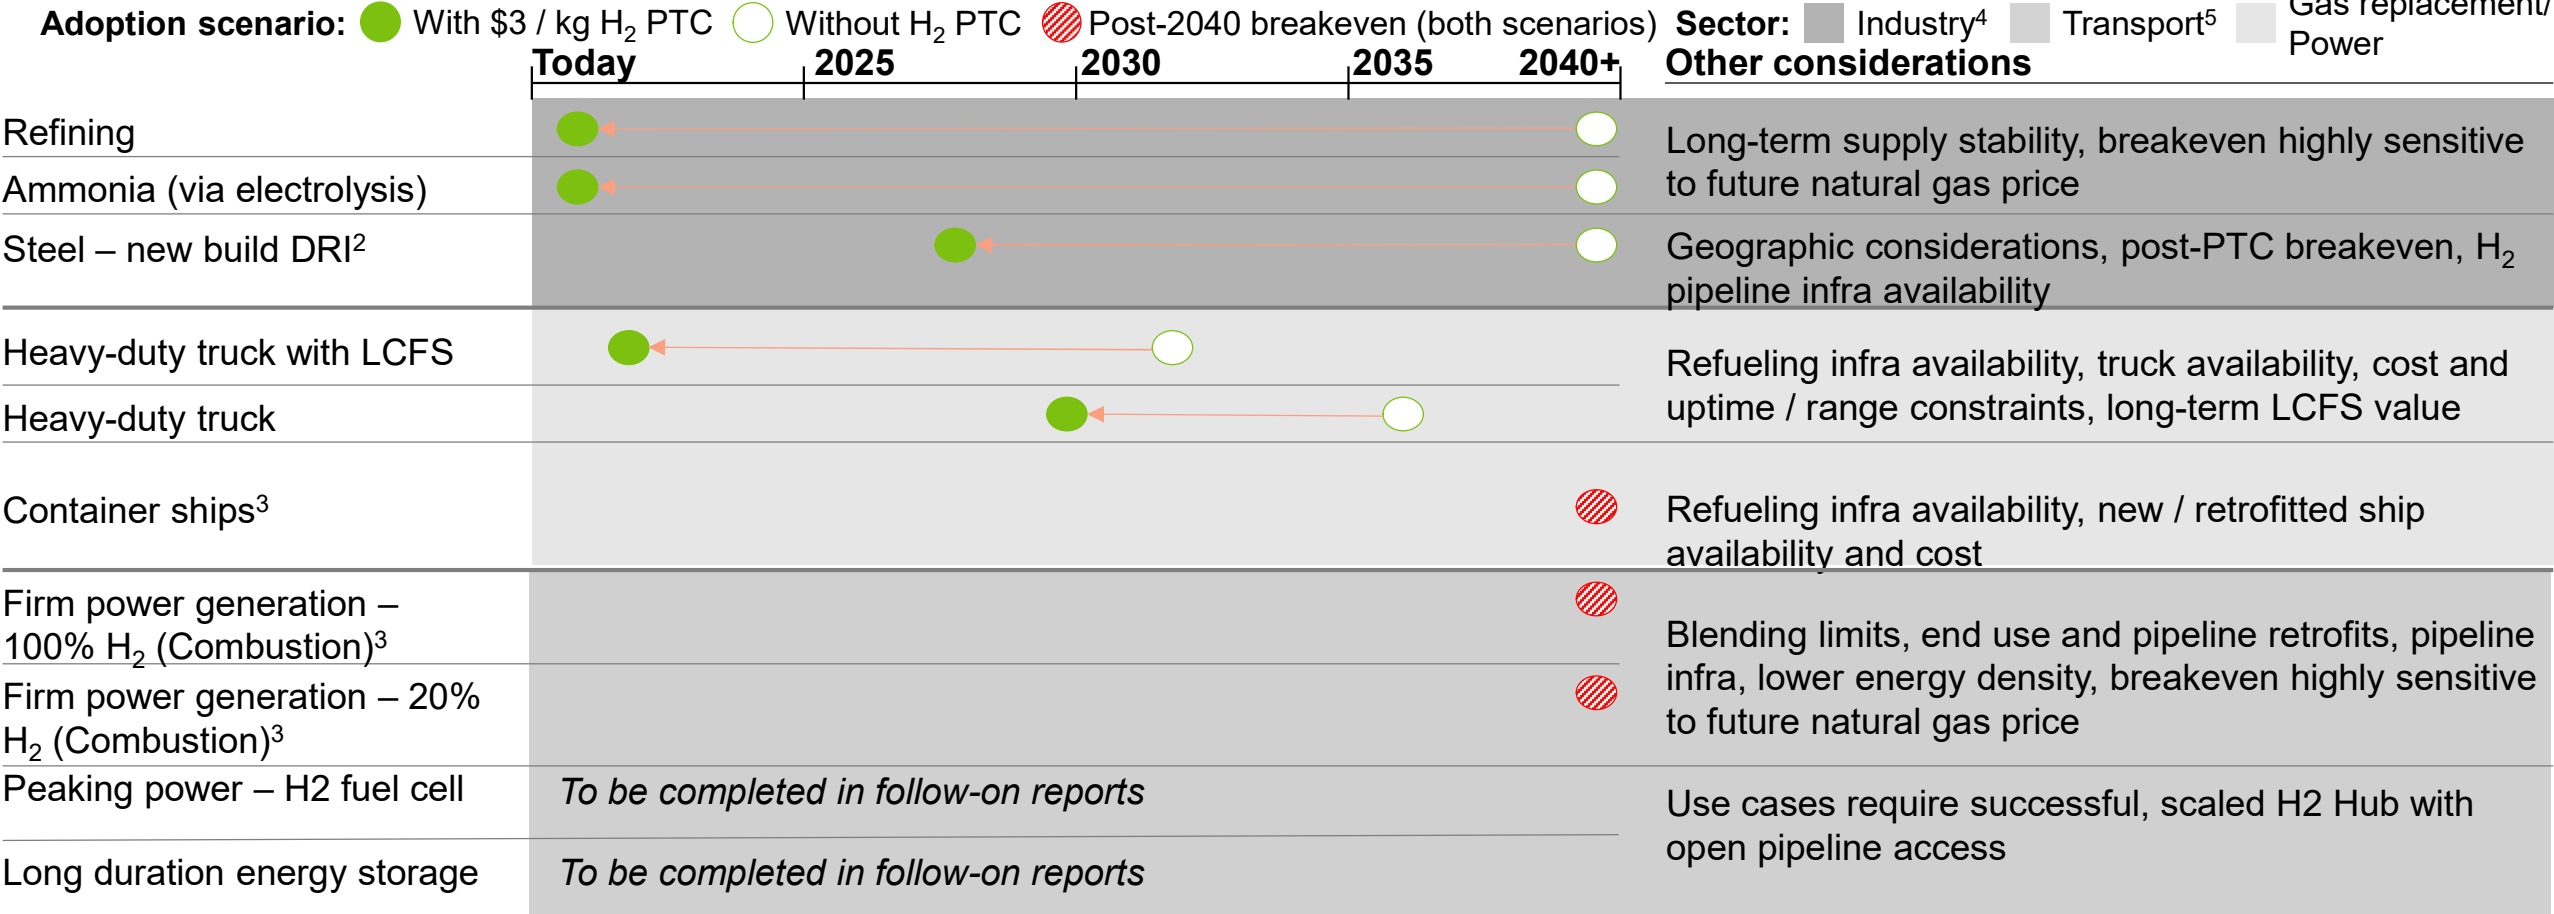 Adoption scenario: With $3 / kg H2 PTC Without H2 PTC Post-2040 breakeven (both scenarios) Sector: Industry4 Transport5 Gas replacement/
Power
Today 2025 2030 2035 2040+ Other considerations
Refining
Ammonia (via electrolysis)
Long-term supply stability, breakeven highly sensitive
to future natural gas price
Steel – new build DRI2
Geographic considerations, post-PTC breakeven, H2
pipeline infra availability
Heavy-duty truck with LCFS
Heavy-duty truck
Refueling infra availability, truck availability, cost and
uptime / range constraints, long-term LCFS value
Container ships3
Refueling infra availability, new / retrofitted ship
availability and cost
Firm power generation –
100% H2 (Combustion)3
Firm power generation – 20%
H2 (Combustion)3
Blending limits, end use and pipeline retrofits, pipeline
infra, lower energy density, breakeven highly sensitive
to future natural gas price
Peaking power – H2 fuel cell
To be completed in follow-on reports
Long duration energy storage
To be completed in follow-on reports
Use cases require successful, scaled H2 Hub with
open pipeline access